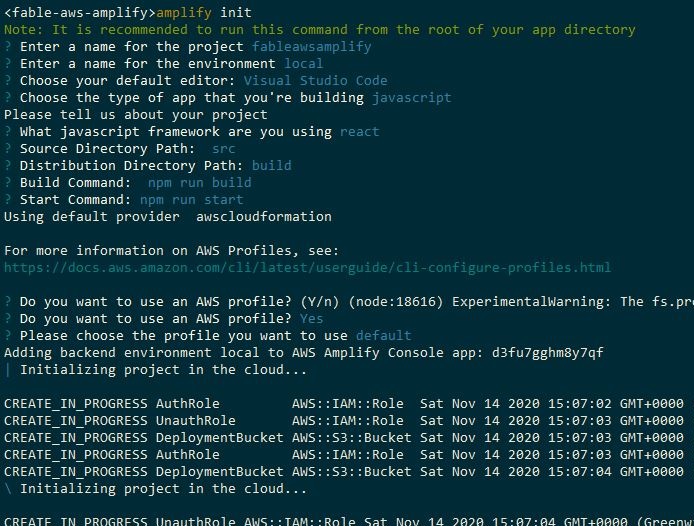 <fable-aws-amplify>amplify init
Note: It is recommended to run this command from the root of your app directory
? Enter a name for the project fableawsamplify
? Enter a name for the environment local
? Choose your default editor: Visual Studio Code
? Choose the type of app that you're building javascript
Please tell us about your project
? What javascript framework are you using react
? Source Directory Path:  src
? Distribution Directory Path: build
? Build Command:  npm run build
? Start Command: npm run start
Using default provider  awscloudformation
For more information on AWS Profiles, see:
https://docs.aws.amazon.com/cli/latest/userguide/cli-configure-profiles.html
? Do you want to use an AWS profile? (Y/n) (node:18616) ExperimentalWarning: The fs.pro
? Do you want to use an AWS profile? Yes
? Please choose the profile you want to use default
Adding backend environment local to AWS Amplify Console app: d3fu7gghm8y7qf
| Initializing project in the cloud...
CREATE_IN_PROGRESS AuthRole         AWS::IAM::Role  Sat Nov 14 2020 15:07:02 GMT+0000
CREATE_IN_PROGRESS UnauthRole       AWS::IAM::Role  Sat Nov 14 2020 15:07:03 GMT+0000
CREATE_IN_PROGRESS DeploymentBucket AWS::S3::Bucket Sat Nov 14 2020 15:07:03 GMT+0000
CREATE_IN_PROGRESS AuthRole         AWS::IAM::Role  Sat Nov 14 2020 15:07:03 GMT+0000
CREATE_IN_PROGRESS DeploymentBucket AWS::S3::Bucket Sat Nov 14 2020 15:07:04 GMT+0000
\ Initializing project in the cloud...
CREATE_IN_PROGRESS UnauthRole AWS::IAM::Role Sat Nov 14 2020 15:07:04 GMT+0000 (Greenw